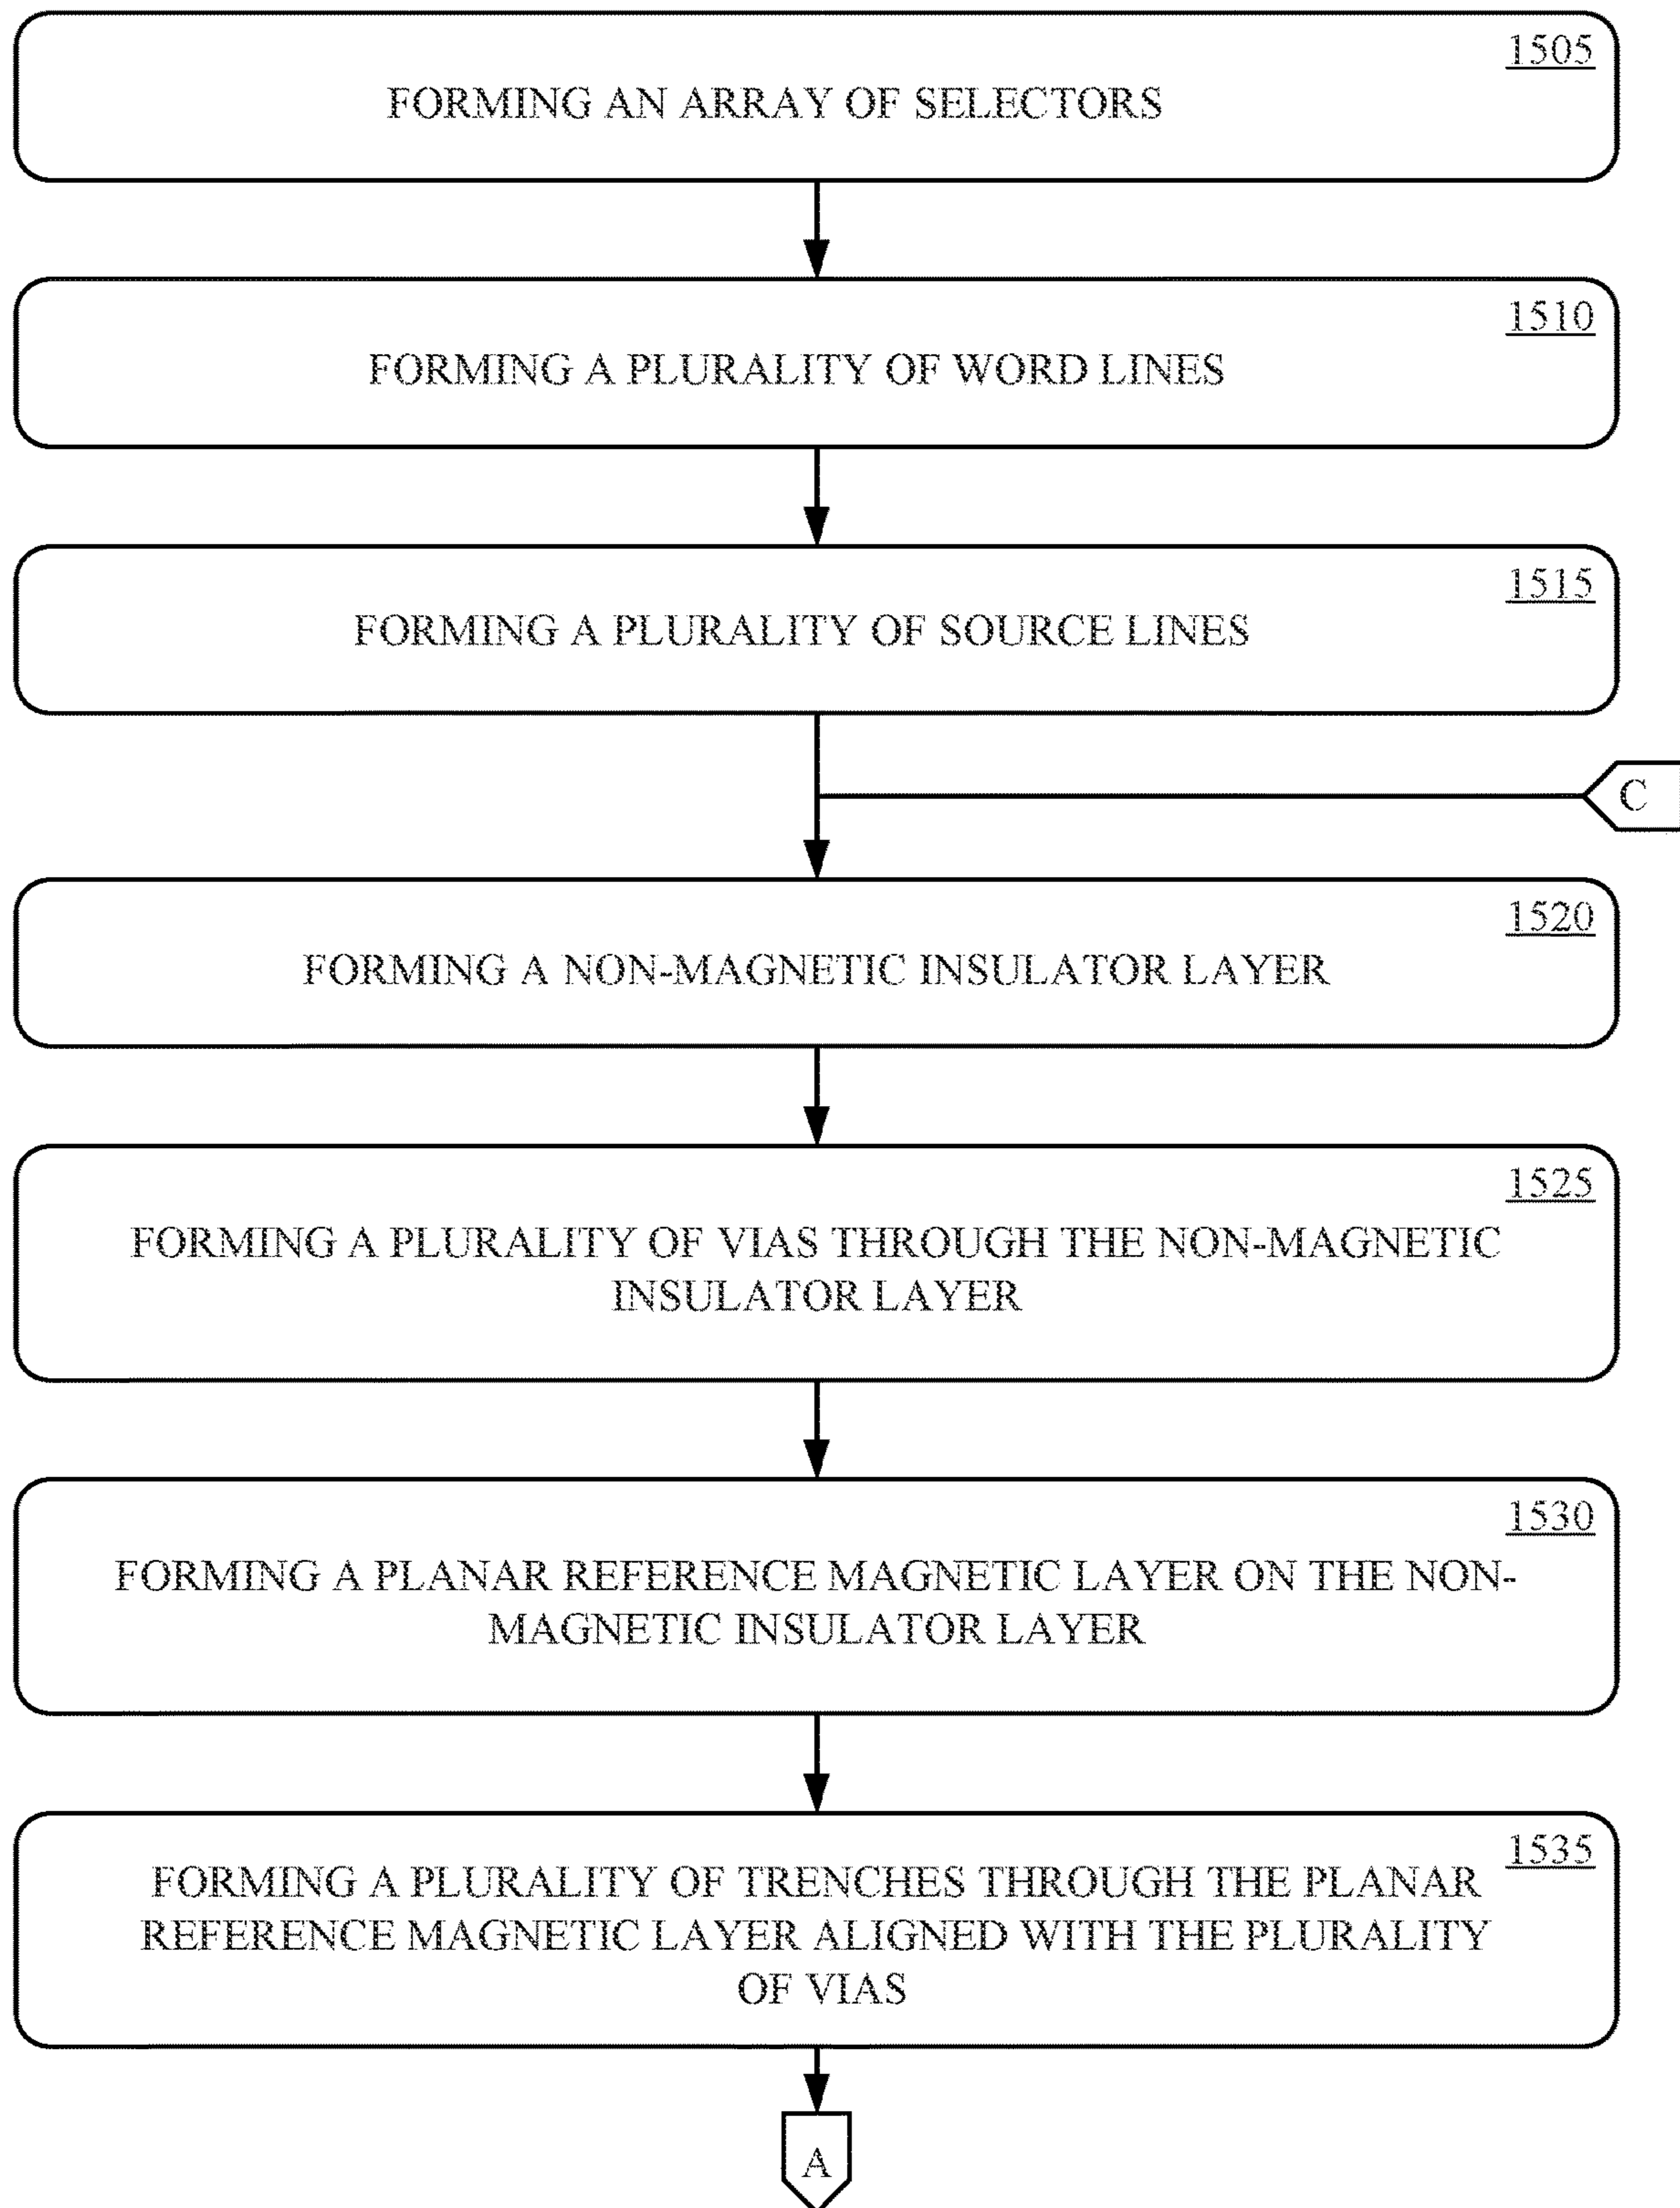 1505
FORMING AN ARRAY OF SELECTORS
1510
FORMING A PLURALITY OF WORD LINES
1515
FORMING A PLURALITY OF SOURCE LINES
C
1520
FORMING A NON-MAGNETIC INSULATOR LAYER
1525
FORMING A PLURALITY OF VIAS THROUGH THE NON-MAGNETIC
INSULATOR LAYER
1530
FORMING A PLANAR REFERENCE MAGNETIC LAYER ON THE NON-
MAGNETIC INSULATOR LAYER
1535
FORMING A PLURALITY OF TRENCHES THROUGH THE PLANAR
REFERENCE MAGNETIC LAYER ALIGNED WITH THE PLURALITY
OF VIAS
A